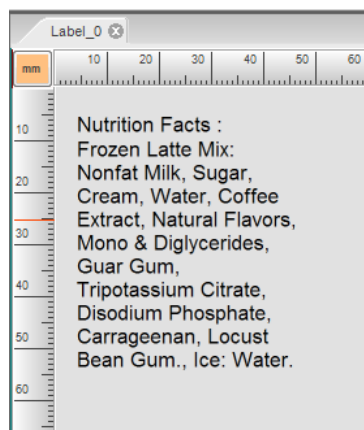 Label_0
mm
10 20 30 40 50 60
10
20
30
40
50
60
Nutrition Facts :
Frozen Latte Mix:
Nonfat Milk, Sugar,
Cream, Water, Coffee
Extract, Natural Flavors,
Mono & Diglycerides,
Guar Gum,
Tripotassium Citrate,
Disodium Phosphate,
Carrageenan, Locust
Bean Gum., Ice: Water.